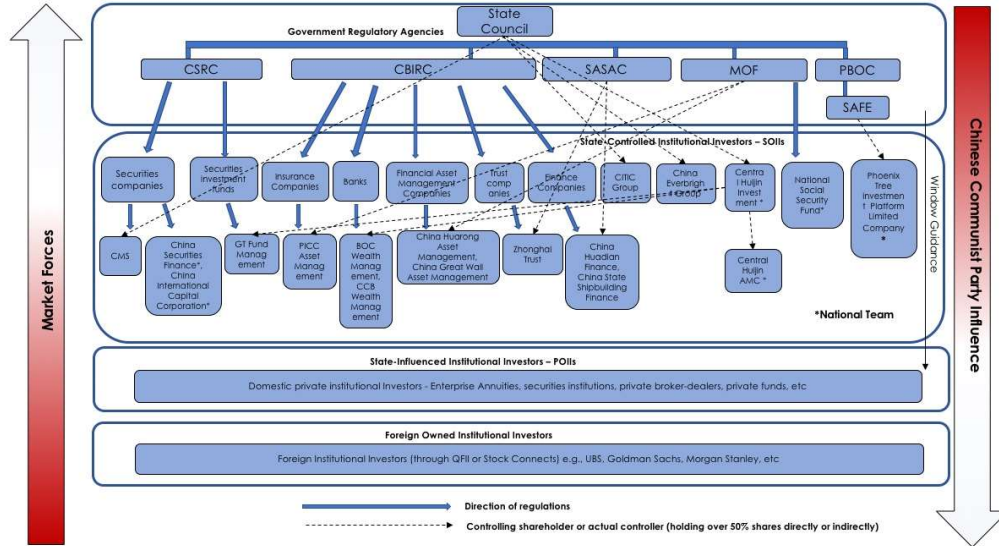 State
Council
Government Regulatory Agencies
CSRC
CBIRC
SASAC
MOF
PBOC
SAFE
State-Controlled Institutional Investors – SOIIs
Securities
companies
Securities
investment
funds
Insurance
Companies
Banks
Financial Asset
Management
Companies
Trust
comp
anies
Finance
Companies
CITIC
Group
China
Everbrigh
t Group
Centra
l Huijin
Invest
ment *
National
Social
Security
Fund*
Phoenix
Tree
Investmen
t Platform
Limited
Company
*
CMS
China
Securities
Finance*,
China
International
Capital
Corporation*
GT Fund
Manage
ment
PICC
Asset
Manage
ment
BOC
Wealth
Manage
ment,
CCB
Wealth
Manag
ement
China Huarong
Asset
Management,
China Great Wall
Asset Management
Zhonghai
Trust
China
Huadian
Finance,
China State
Shipbuilding
Finance
Central
Huijin
AMC *
*National Team
State-Influenced Institutional Investors – POIIs
Domestic private institutional Investors - Enterprise Annuities, securities institutions, private broker-dealers, private funds, etc
Foreign Owned Institutional Investors
Foreign Institutional Investors (through QFII or Stock Connects) e.g., UBS, Goldman Sachs, Morgan Stanley, etc
Direction of regulations
Controlling shareholder or actual controller (holding over 50% shares directly or indirectly)
Market Forces
Window Guidance
Chinese Communist Party Influence